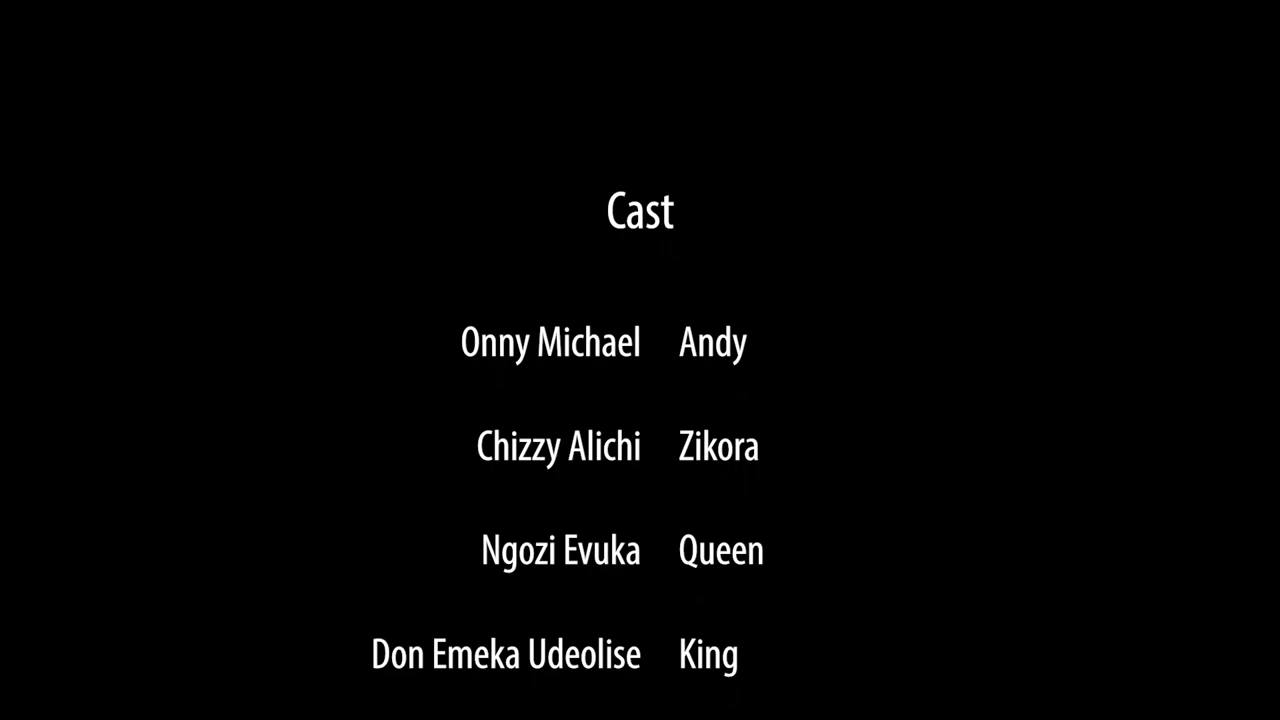 Cast
Onny Michael Andy
Chizzy Alichi Zikora
Ngozi Evuka Queen
Don Emeka Udeolise King